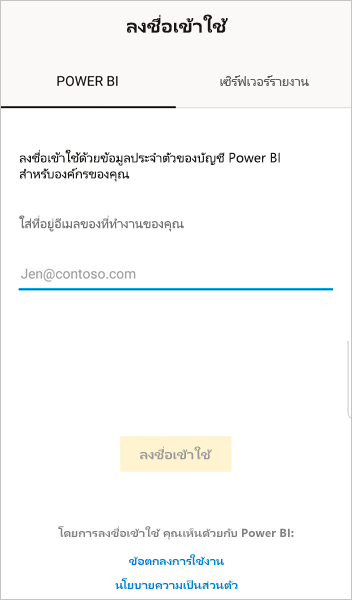 ลงชื่อเข้าใช้
POWER BI
เซิร์ฟเวอร์รายงาน
ลงชื่อเข้าใช้ด้วยข้อมูลประจำตัวของบัญชี Power BI
สำหรับองค์กรของคุณ
ใส่ที่อยู่อีเมลของที่ทำงานของคุณ
Jen@contoso.com
ลงชื่อเข้าใช้
โดยการลงชื่อเข้าใช้ คุณเห็นด้วยกับ Power BI:
ข้อตกลงการใช้งาน
นโยบายความเป็นส่วนตัว